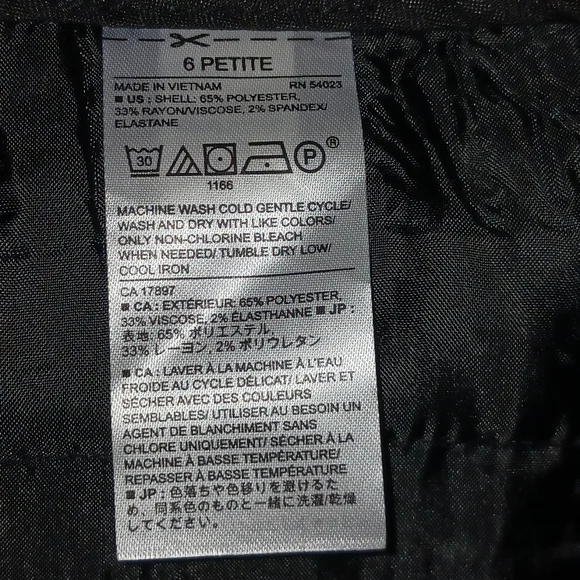 6 PETITE
MADE IN VIETNAM RN 54023
■ US : SHELL: 65% POLYESTER,
33% RAYON/VISCOSE, 2% SPANDEX/
ELASTANE
30 P ®
1166
MACHINE WASH COLD GENTLE CYCLE/
WASH AND DRY WITH LIKE COLORS/
ONLY NON-CHLORINE BLEACH
WHEN NEEDED/ TUMBLE DRY LOW/
COOL IRON
CA 17897
■ CA : EXTÉRIEUR: 65% POLYESTER,
33% VISCOSE, 2% ÉLASTHANNE ■ JP :
表地: 65% ポリエステル,
33% レーヨン, 2% ポリウレタン
■ CA : LAVER À LA MACHINE À L'EAU
FROIDE AU CYCLE DÉLICAT/ LAVER ET
SÉCHER AVEC DES COULEURS
SEMBLABLES/ UTILISER AU BESOIN UN
AGENT DE BLANCHIMENT SANS
CHLORE UNIQUEMENT/ SÉCHER À LA
MACHINE À BASSE TEMPÉRATURE/
REPASSER À BASSE TEMPÉRATURE
■ JP : 色落ちや色移りを避けるた
め、同系色のものと一緒に洗濯/乾燥
してください。